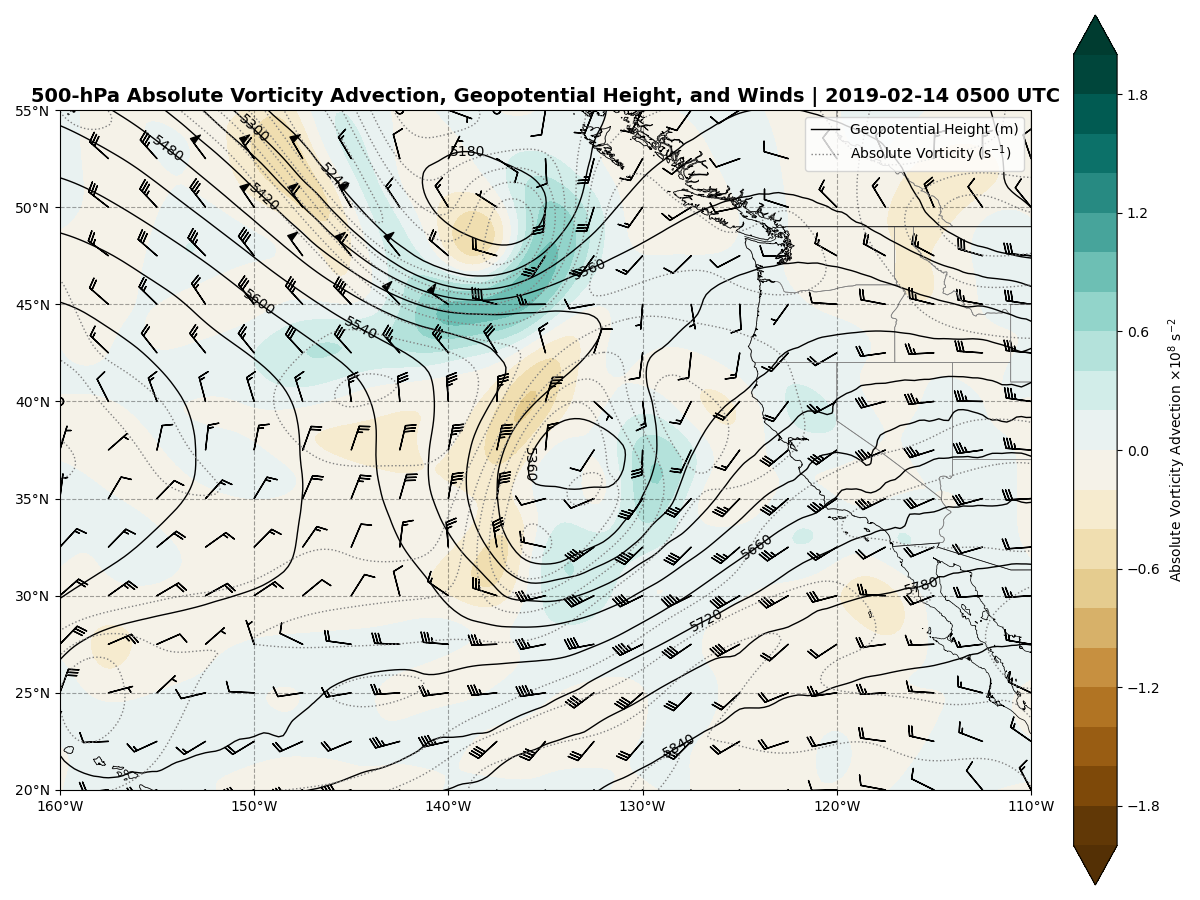 500-hPa Absolute Vorticity Advection, Geopotential Height, and Winds | 2019-02-14 0500 UTC
Geopotential Height (m)
Absolute Vorticity (s⁻¹)
55°N
50°N
45°N
40°N
35°N
30°N
25°N
20°N
160°W
150°W
140°W
130°W
120°W
110°W
5300
5480
5240
5420
5180
5360
5600
5540
5360
5660
5780
5720
5840
1.8
1.2
0.6
0.0
−0.6
−1.2
−1.8
Absolute Vorticity Advection ×10⁸ s⁻²